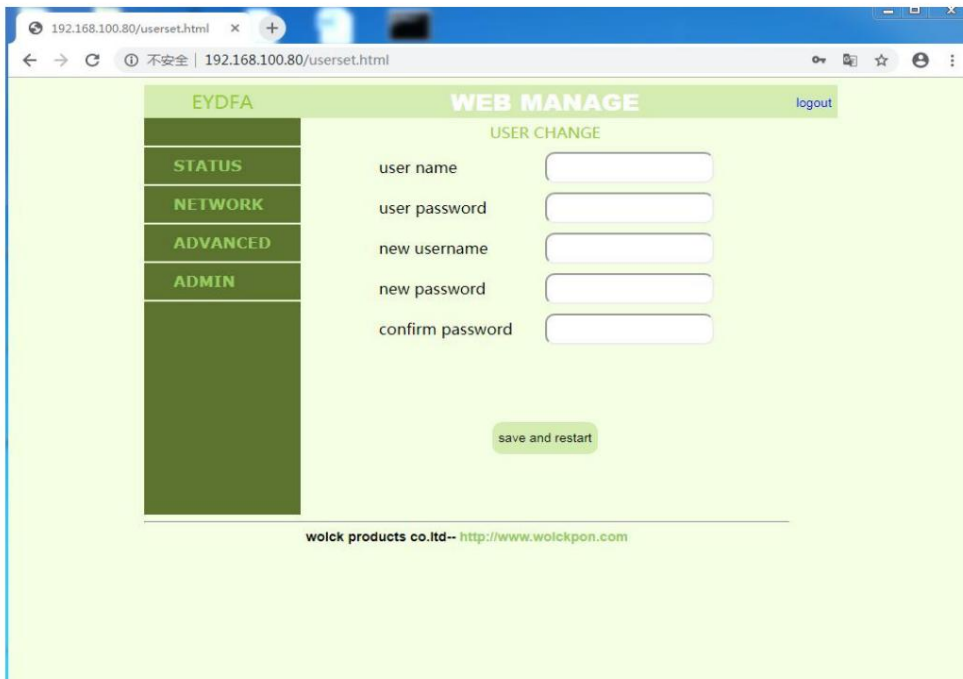 192.168.100.80/userset.html
不安全 | 192.168.100.80/userset.html
EYDFA WEB MANAGE logout
USER CHANGE
STATUS
NETWORK
ADVANCED
ADMIN
user name
user password
new username
new password
confirm password
save and restart
wolck products co.ltd-- http://www.wolckpon.com